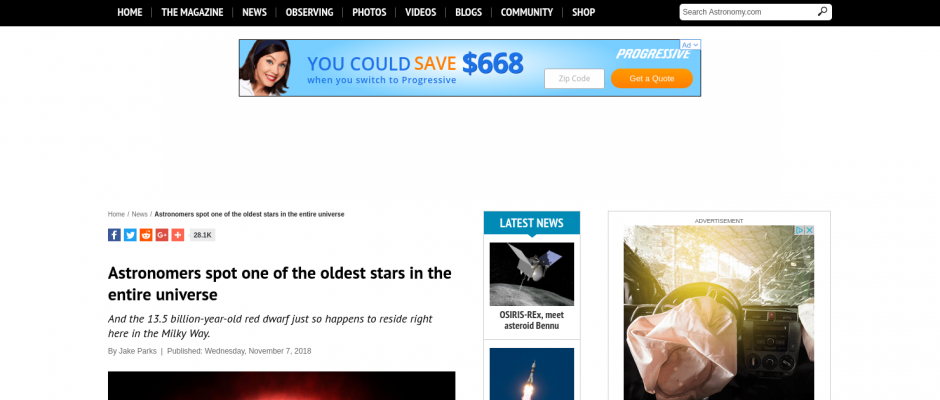 HOME THE MAGAZINE NEWS OBSERVING PHOTOS VIDEOS BLOGS COMMUNITY SHOP Search Astronomy.com
Ad
YOU COULD SAVE $668 PROGRESSIVE
when you switch to Progressive Zip Code Get a Quote
Home / News / Astronomers spot one of the oldest stars in the entire universe
28.1K
Astronomers spot one of the oldest stars in the
entire universe
And the 13.5 billion-year-old red dwarf just so happens to reside right
here in the Milky Way.
By Jake Parks | Published: Wednesday, November 7, 2018
LATEST NEWS
OSIRIS-REx, meet
asteroid Bennu
ADVERTISEMENT